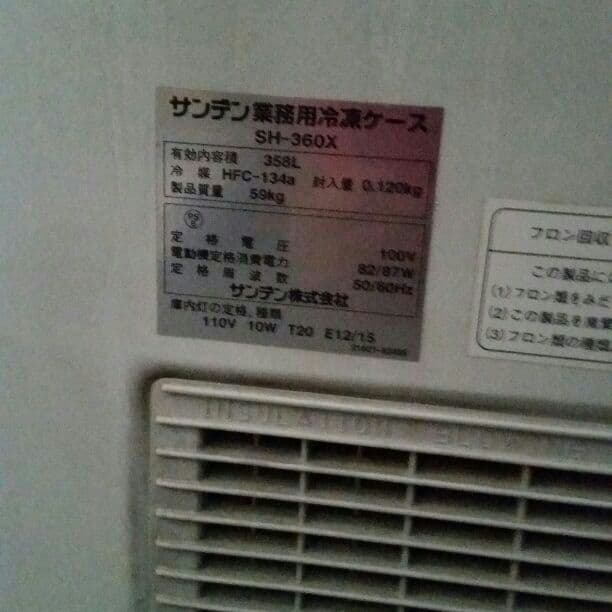 サンデン業務用冷凍ケース
SH-360X
有効内容積 358L
冷媒 HFC-134a 封入量 0.120kg
製品質量 59kg
PS
E
定格電圧 100V
電動機定格消費電力 82/87W
定格周波数 50/60Hz
サンデン株式会社
庫内灯の定格、種類
110V 10W T20 E12/15
フロン回収
この製品に
(1)フロン類をみだ
(2)この製品を廃棄
(3)フロン類の種類
INSULATION